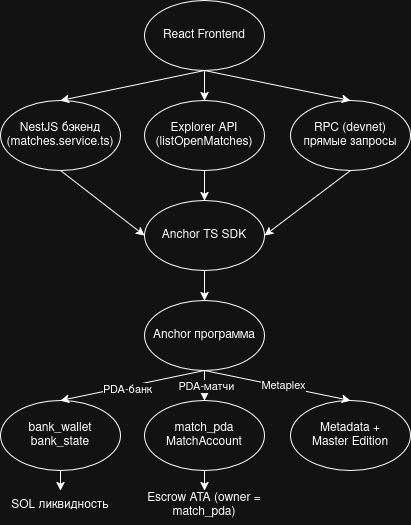 React Frontend
NestJS бэкенд
(matches.service.ts)
Explorer API
(listOpenMatches)
RPC (devnet)
прямые запросы
Anchor TS SDK
Anchor программа
PDA-банк
PDA-матчи
Metaplex
bank_wallet
bank_state
match_pda
MatchAccount
Metadata +
Master Edition
SOL ликвидность
Escrow ATA (owner =
match_pda)